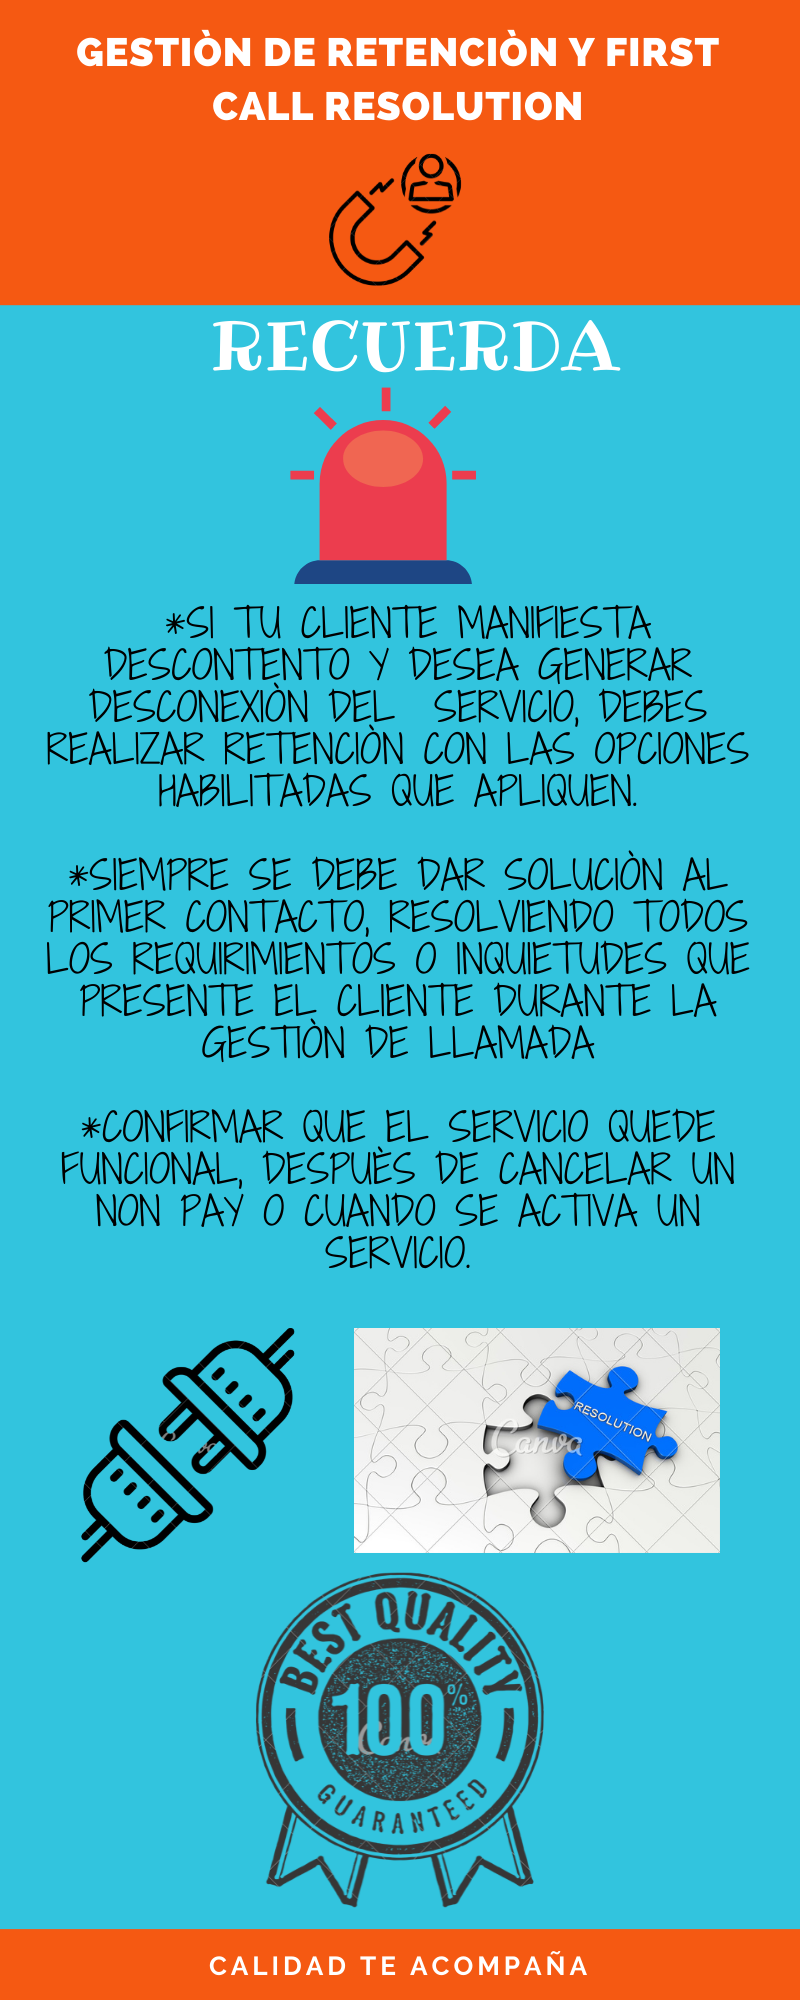 GESTIÒN DE RETENCIÒN Y FIRST
CALL RESOLUTION
RECUERDA
*SI TU CLIENTE MANIFIESTA
DESCONTENTO Y DESEA GENERAR
DESCONEXIÒN DEL SERVICIO, DEBES
REALIZAR RETENCIÒN CON LAS OPCIONES
HABILITADAS QUE APLIQUEN.
*SIEMPRE SE DEBE DAR SOLUCIÒN AL
PRIMER CONTACTO, RESOLVIENDO TODOS
LOS REQUIRIMIENTOS O INQUIETUDES QUE
PRESENTE EL CLIENTE DURANTE LA
GESTIÒN DE LLAMADA
*CONFIRMAR QUE EL SERVICIO QUEDE
FUNCIONAL, DESPUÈS DE CANCELAR UN
NON PAY O CUANDO SE ACTIVA UN
SERVICIO.
RESOLUTION
Canva
BEST QUALITY
100%
GUARANTEED
CALIDAD TE ACOMPAÑA